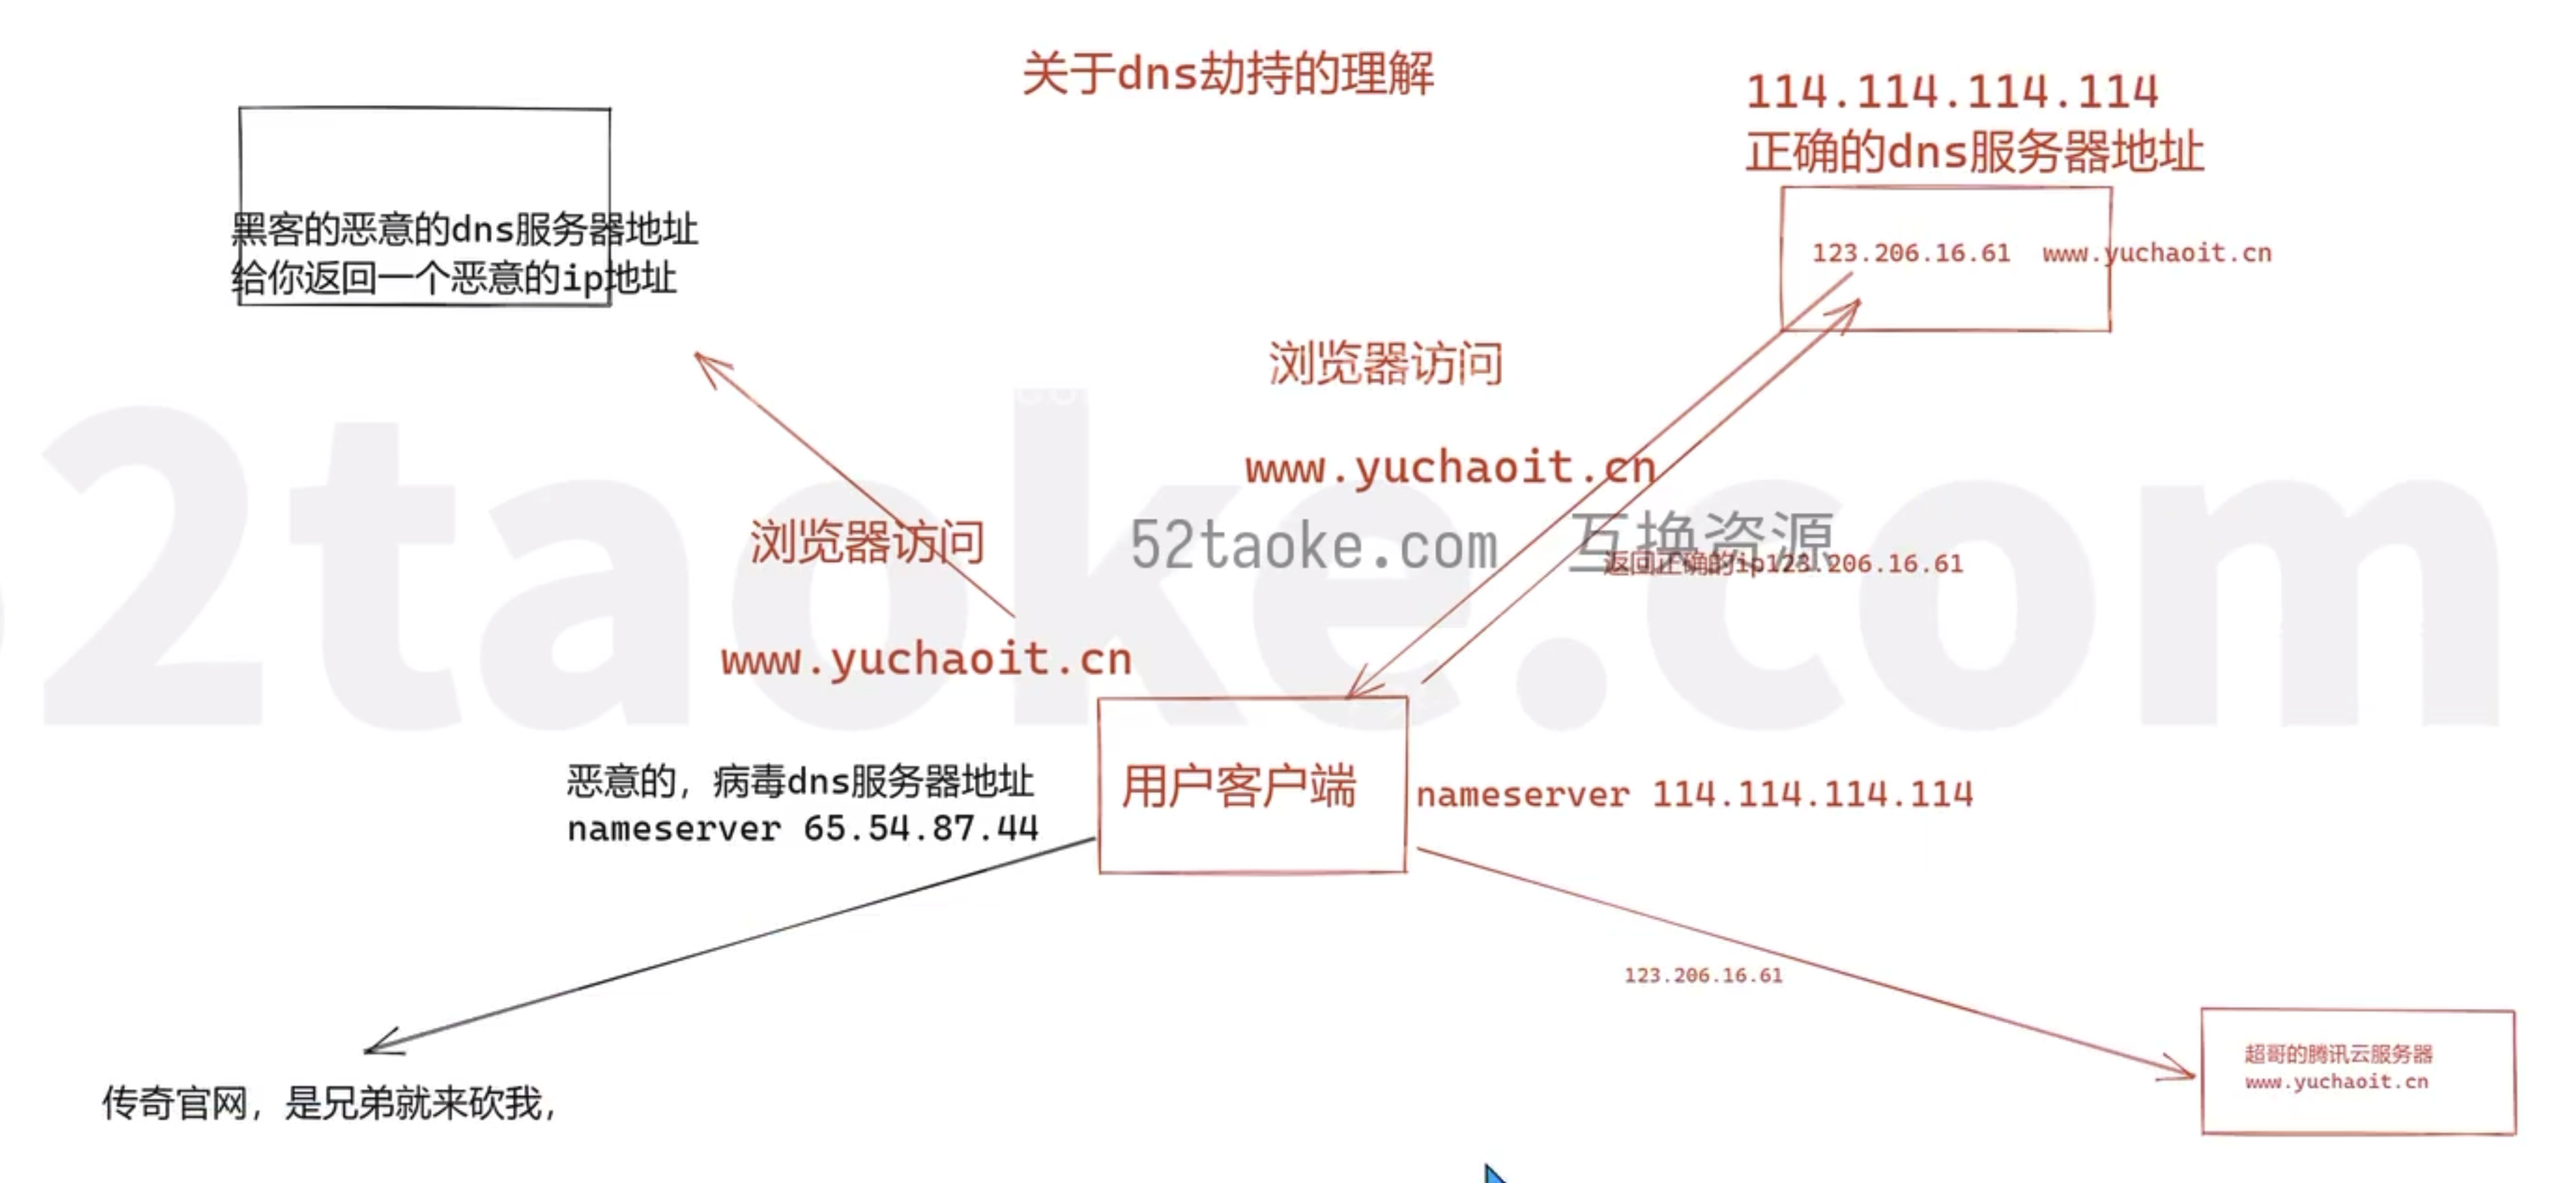 关于dns劫持的理解
114.114.114.114
正确的dns服务器地址
黑客的恶意的dns服务器地址
给你返回一个恶意的ip地址
123.206.16.61 www.yuchaoit.cn
浏览器访问
www.yuchaoit.cn
52taoke.com 互换资源
返回正确的ip123.206.16.61
浏览器访问
www.yuchaoit.cn
2taoke.com
恶意的，病毒dns服务器地址
nameserver 65.54.87.44
用户客户端
nameserver 114.114.114.114
123.206.16.61
超哥的腾讯云服务器
www.yuchaoit.cn
传奇官网，是兄弟就来砍我，